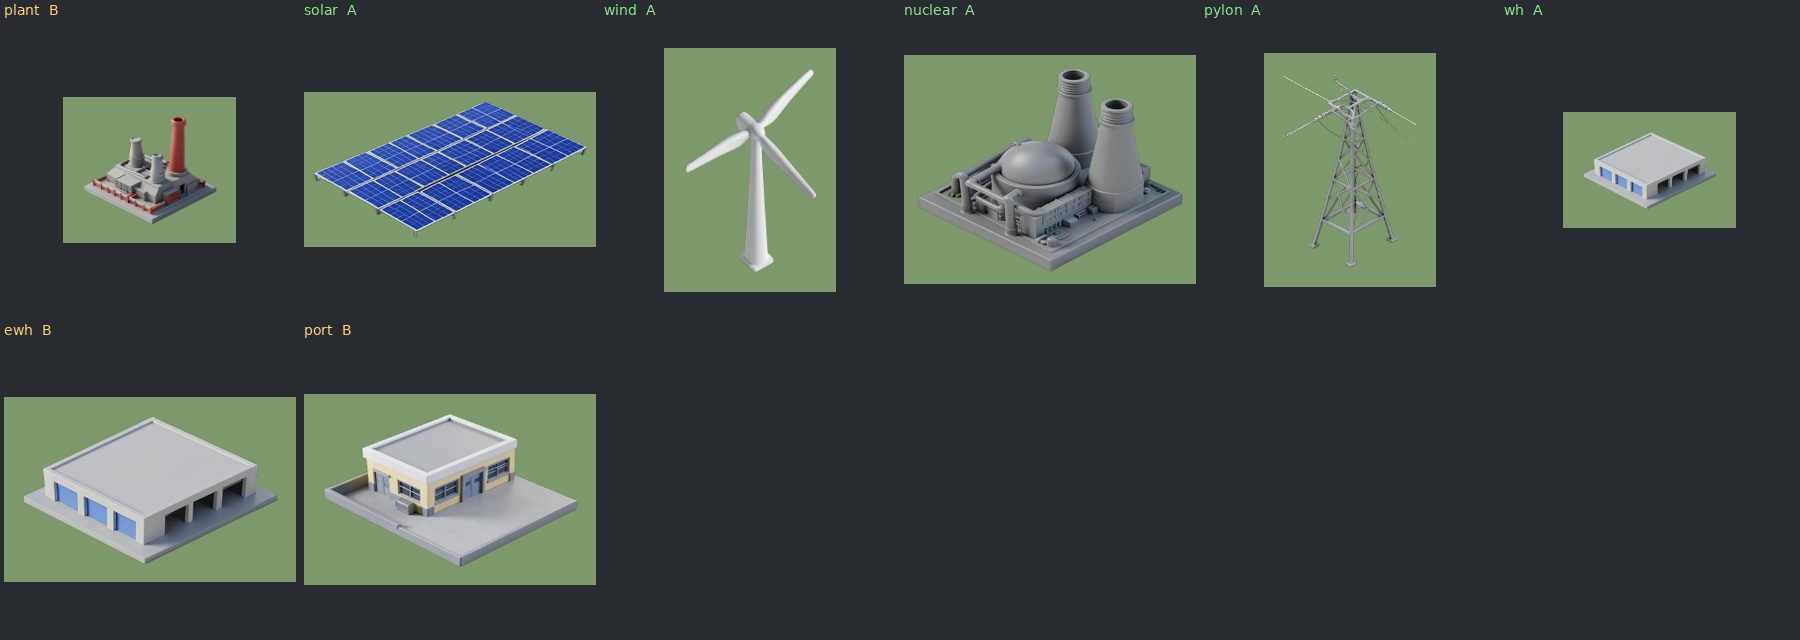 plant B
solar A
wind A
nuclear A
pylon A
wh A
ewh B
port B